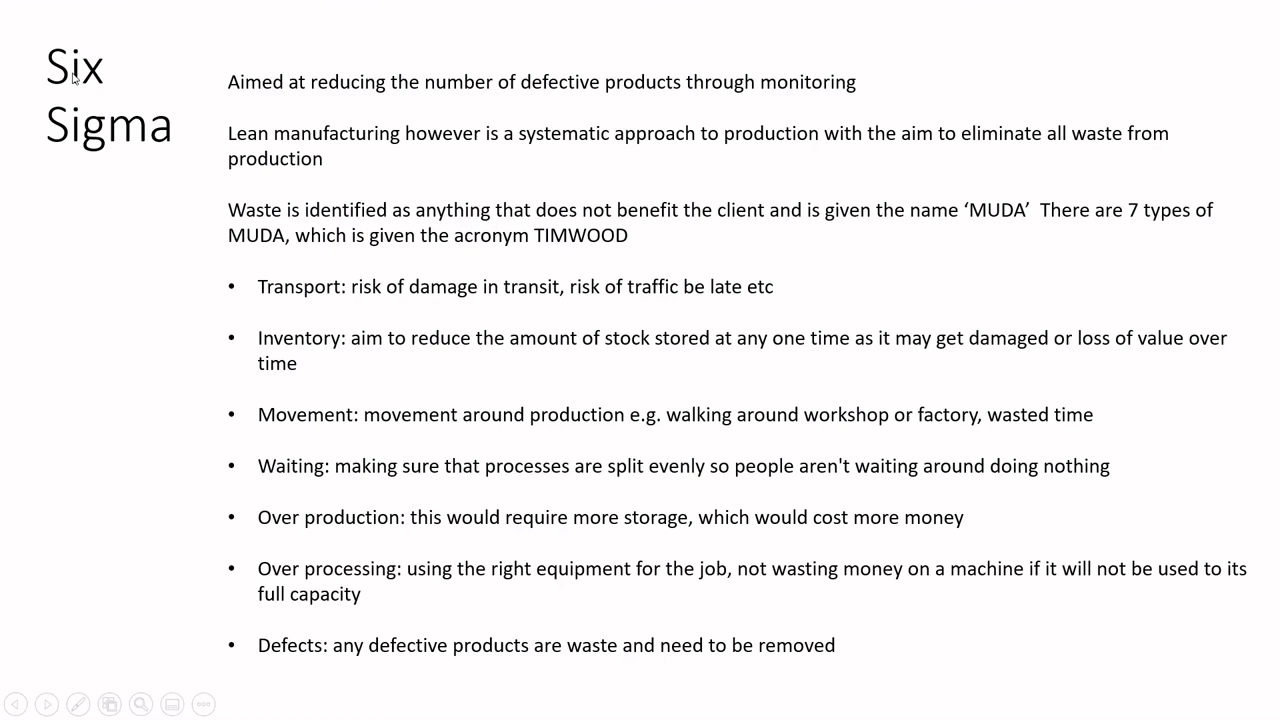 Six
Sigma
Aimed at reducing the number of defective products through monitoring
Lean manufacturing however is a systematic approach to production with the aim to eliminate all waste from
production
Waste is identified as anything that does not benefit the client and is given the name ‘MUDA’  There are 7 types of
MUDA, which is given the acronym TIMWOOD
• Transport: risk of damage in transit, risk of traffic be late etc
• Inventory: aim to reduce the amount of stock stored at any one time as it may get damaged or loss of value over
time
• Movement: movement around production e.g. walking around workshop or factory, wasted time
• Waiting: making sure that processes are split evenly so people aren't waiting around doing nothing
• Over production: this would require more storage, which would cost more money
• Over processing: using the right equipment for the job, not wasting money on a machine if it will not be used to its
full capacity
• Defects: any defective products are waste and need to be removed